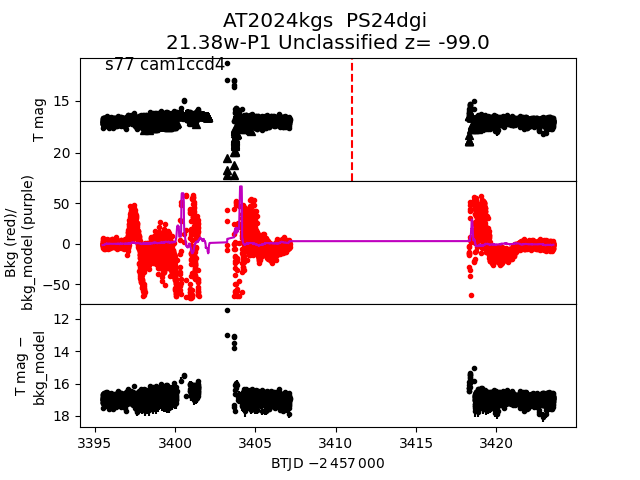 AT2024kgs PS24dgi
21.38w-P1 Unclassified z= -99.0
s77 cam1ccd4
T mag
15
20
Bkg (red)/
bkg_model (purple)
50
0
−50
T mag −
bkg_model
12
14
16
18
3395 3400 3405 3410 3415 3420
BTJD −2 457 000